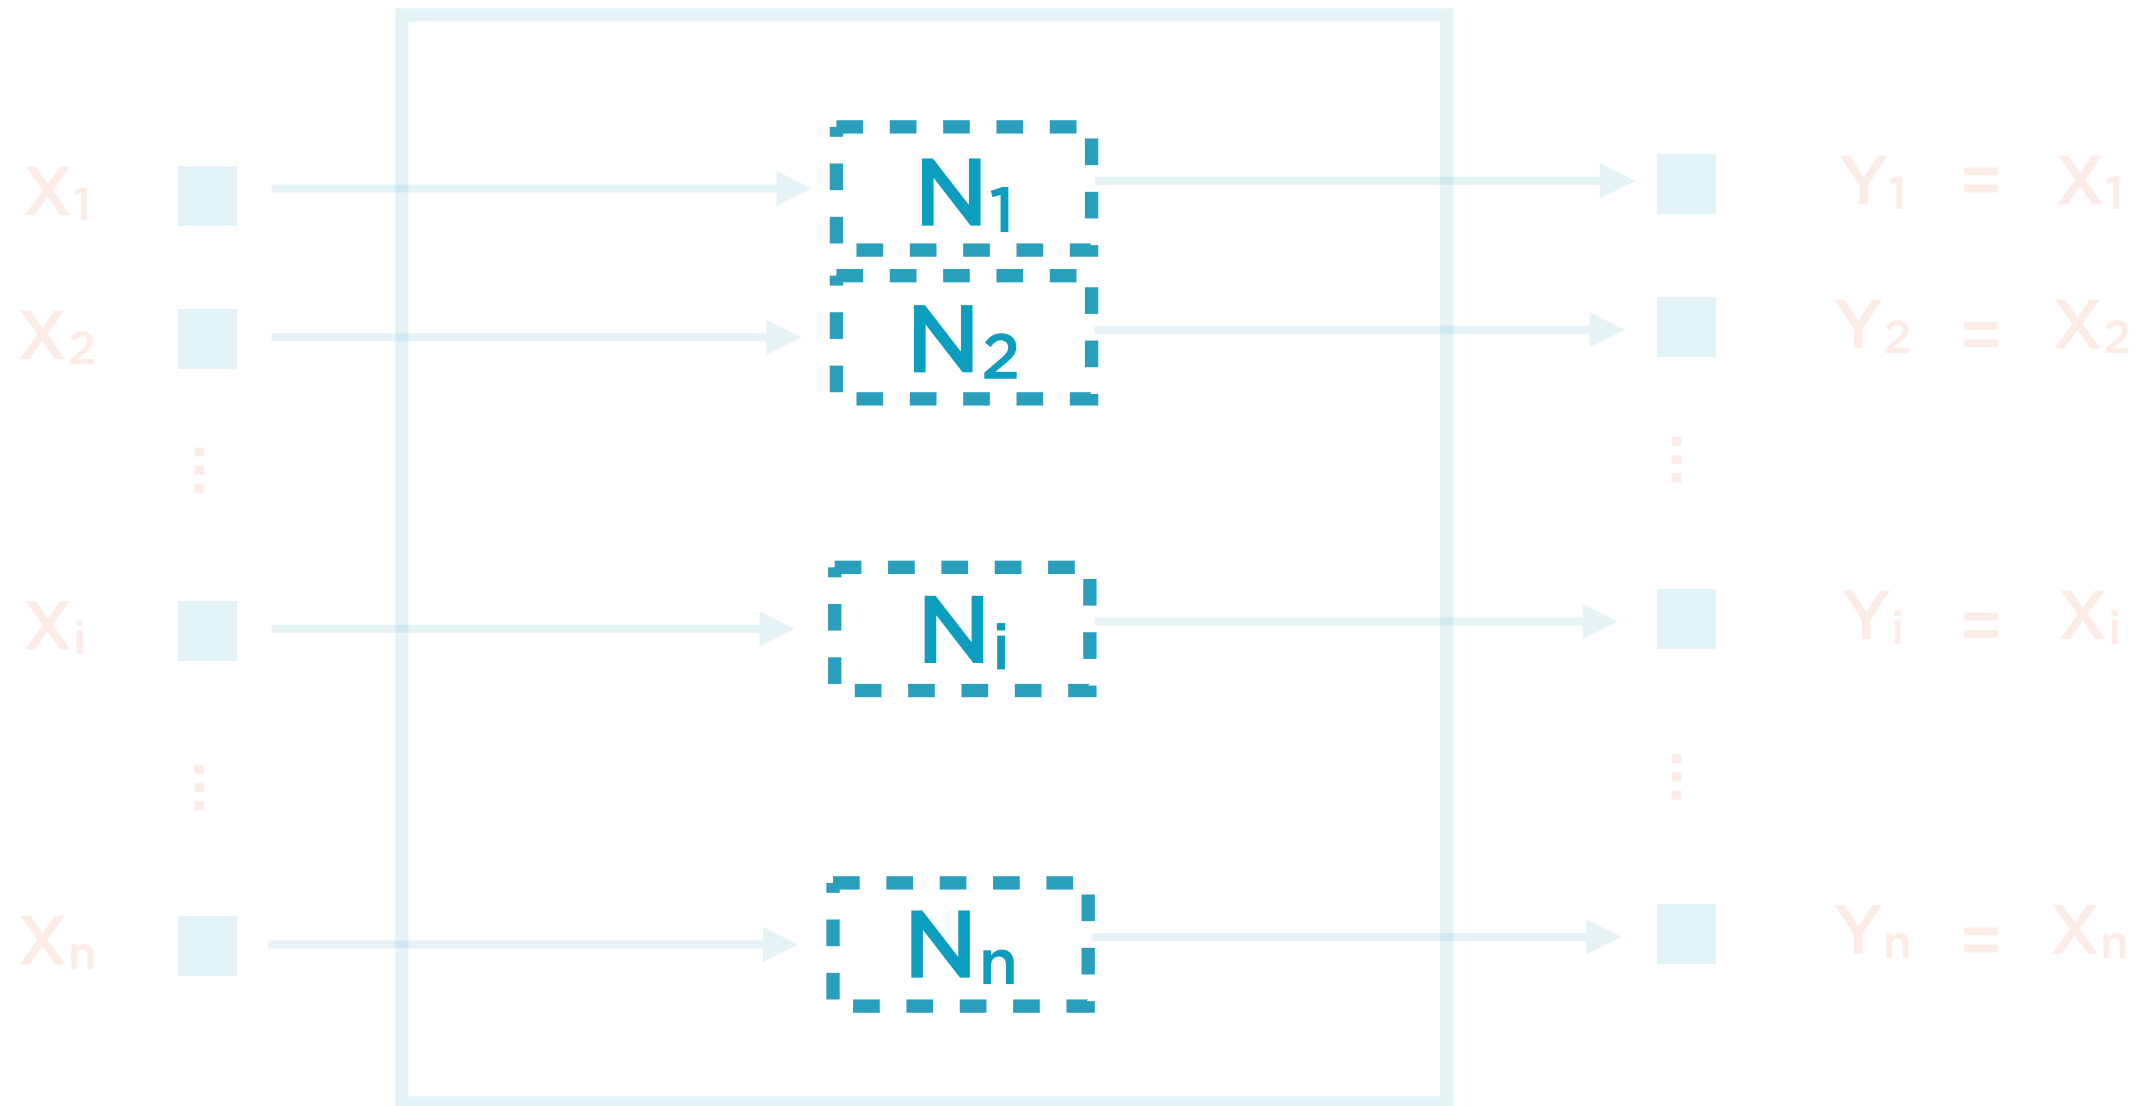 X₁ N₁ Y₁ = X₁
X₂ N₂ Y₂ = X₂
⋮ ⋮
Xᵢ Nᵢ Yᵢ = Xᵢ
⋮ ⋮
Xₙ Nₙ Yₙ = Xₙ